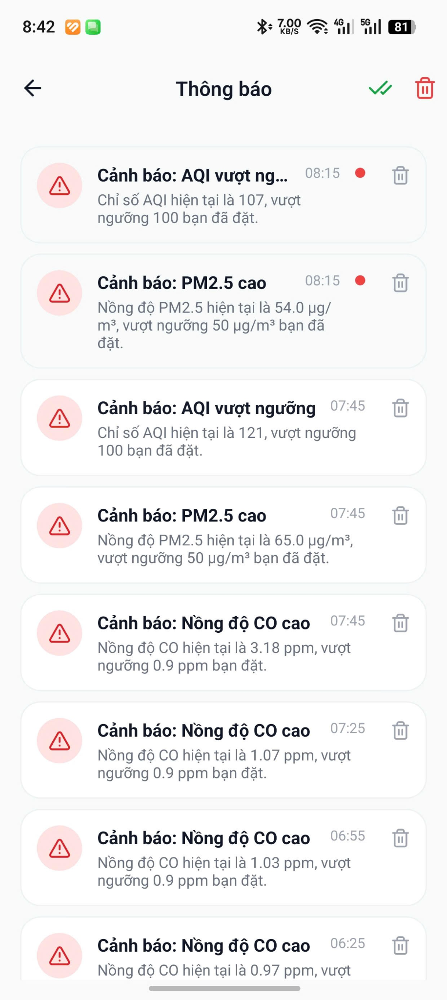 8:42
7.00
KB/S
4G
5G
81
Thông báo
Cảnh báo: AQI vượt ng...
08:15
Chỉ số AQI hiện tại là 107, vượt
ngưỡng 100 bạn đã đặt.
Cảnh báo: PM2.5 cao
08:15
Nồng độ PM2.5 hiện tại là 54.0 µg/
m³, vượt ngưỡng 50 µg/m³ bạn đã
đặt.
Cảnh báo: AQI vượt ngưỡng
07:45
Chỉ số AQI hiện tại là 121, vượt ngưỡng
100 bạn đã đặt.
Cảnh báo: PM2.5 cao
07:45
Nồng độ PM2.5 hiện tại là 65.0 µg/m³,
vượt ngưỡng 50 µg/m³ bạn đã đặt.
Cảnh báo: Nồng độ CO cao
07:45
Nồng độ CO hiện tại là 3.18 ppm, vượt
ngưỡng 0.9 ppm bạn đặt.
Cảnh báo: Nồng độ CO cao
07:25
Nồng độ CO hiện tại là 1.07 ppm, vượt
ngưỡng 0.9 ppm bạn đặt.
Cảnh báo: Nồng độ CO cao
06:55
Nồng độ CO hiện tại là 1.03 ppm, vượt
ngưỡng 0.9 ppm bạn đặt.
Cảnh báo: Nồng độ CO cao
06:25
Nồng độ CO hiện tại là 0.97 ppm, vượt